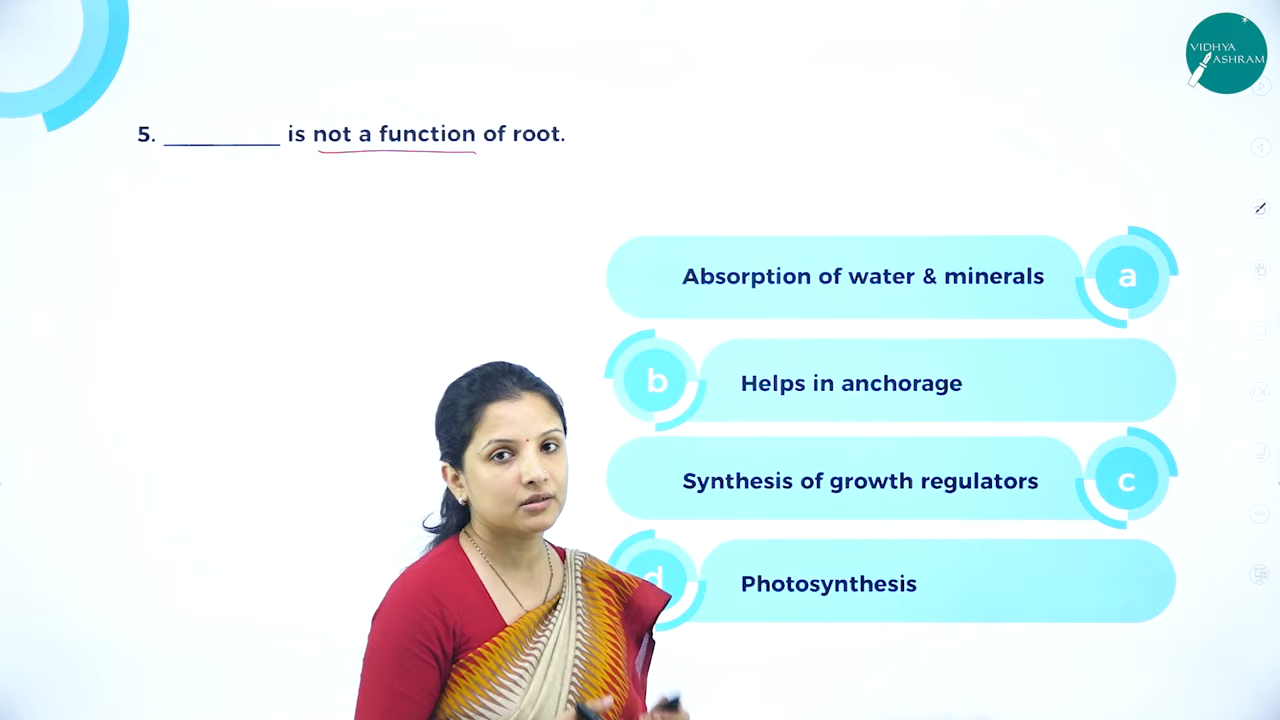 VIDHYA
ASHRAM
5. __________ is not a function of root.
Absorption of water & minerals a
b Helps in anchorage
Synthesis of growth regulators c
d Photosynthesis